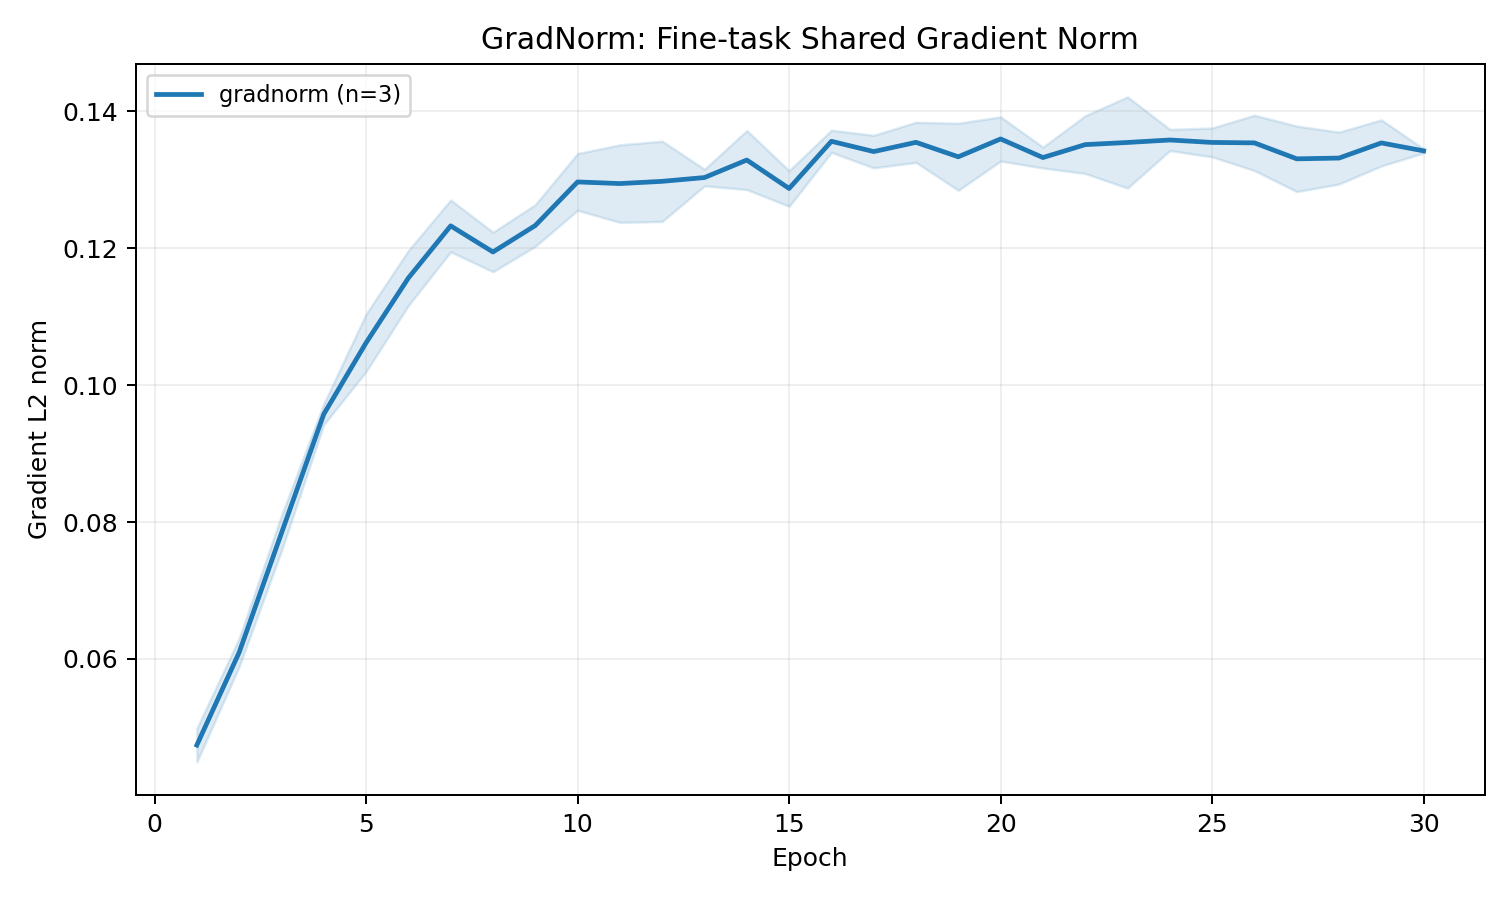 GradNorm: Fine-task Shared Gradient Norm
gradnorm (n=3)
Gradient L2 norm
0.14
0.12
0.10
0.08
0.06
0 5 10 15 20 25 30
Epoch